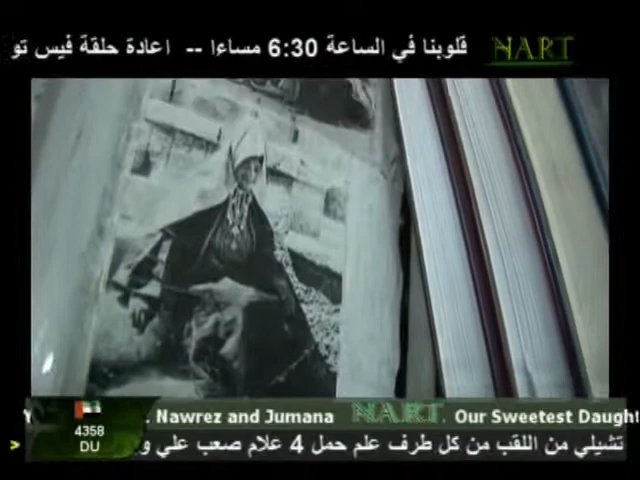 قلوبنا في الساعة 6:30 مساءا -- اعادة حلقة فيس تو
NART
. Nawrez and Jumana NART. Our Sweetest Daugh
4358
DU
تشيلي من اللقب من كل طرف علم حمل 4 علام صعب علي و